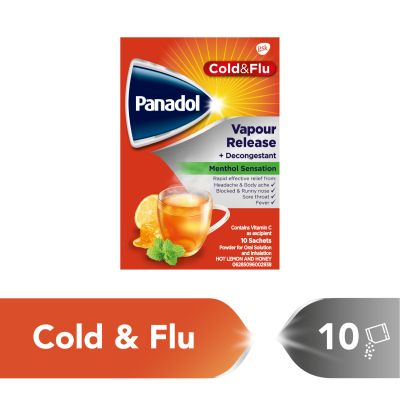 gsk
Cold&Flu
Panadol
Vapour
Release
+ Decongestant
Menthol Sensation
Rapid effective relief from:
Headache & Body ache ✓
Blocked & Runny nose ✓
Sore throat ✓
Fever ✓
Contains Vitamin C
as excipient
10 Sachets
Powder for Oral Solution
and inhalation
HOT LEMON AND HONEY
06285096002938
Cold & Flu
10